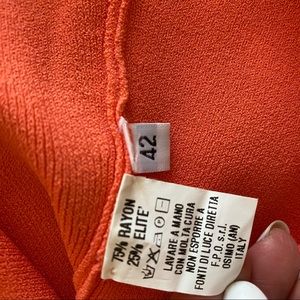 42
75% RAYON
25% ELITE'
LAVARE A MANO
CON MOLTA CURA
NON ESPORRE A
FONTI DI LUCE DIRETTA
F.P.O. s.r.l.
OSIMO (AN)
ITALY